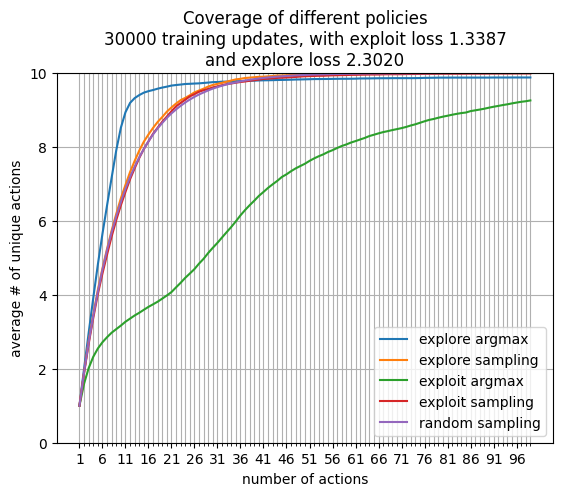 Coverage of different policies
30000 training updates, with exploit loss 1.3387
and explore loss 2.3020
average # of unique actions
10
8
6
4
2
0
explore argmax
explore sampling
exploit argmax
exploit sampling
random sampling
1 6 11 16 21 26 31 36 41 46 51 56 61 66 71 76 81 86 91 96
number of actions